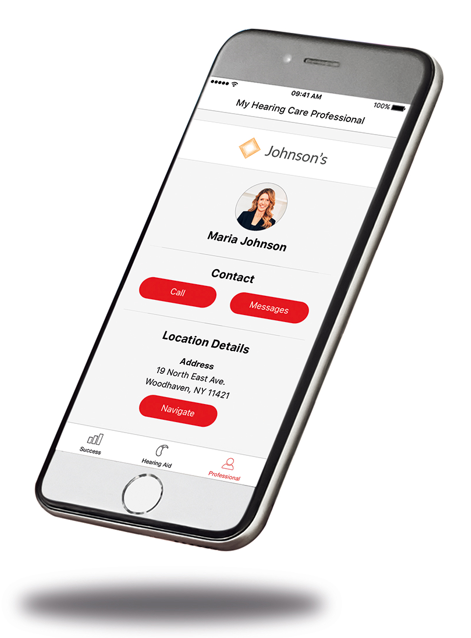 09:41 AM
100%
My Hearing Care Professional
Johnson's
Maria Johnson
Contact
Call
Messages
Location Details
Address
19 North East Ave.
Woodhaven, NY 11421
Navigate
Success
Hearing Aid
Professional